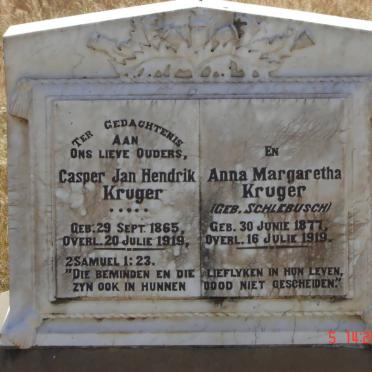 TER GEDACHTENIS
AAN
ONS LIEVE OUDERS,
Casper Jan Hendrik
Kruger
GEB. 29 SEPT. 1865,
OVERL. 20 JULIE 1919,
EN
Anna Margaretha
Kruger
(GEB. SCHLEBUSCH)
GEB. 30 JUNIE 1877,
OVERL. 16 JULIE 1919.
2 SAMUEL 1: 23.
"DIE BEMINDEN EN DIE LIEFLYKEN IN HUN LEVEN,
ZYN OOK IN HUNNEN DOOD NIET GESCHEIDEN."
5 14: